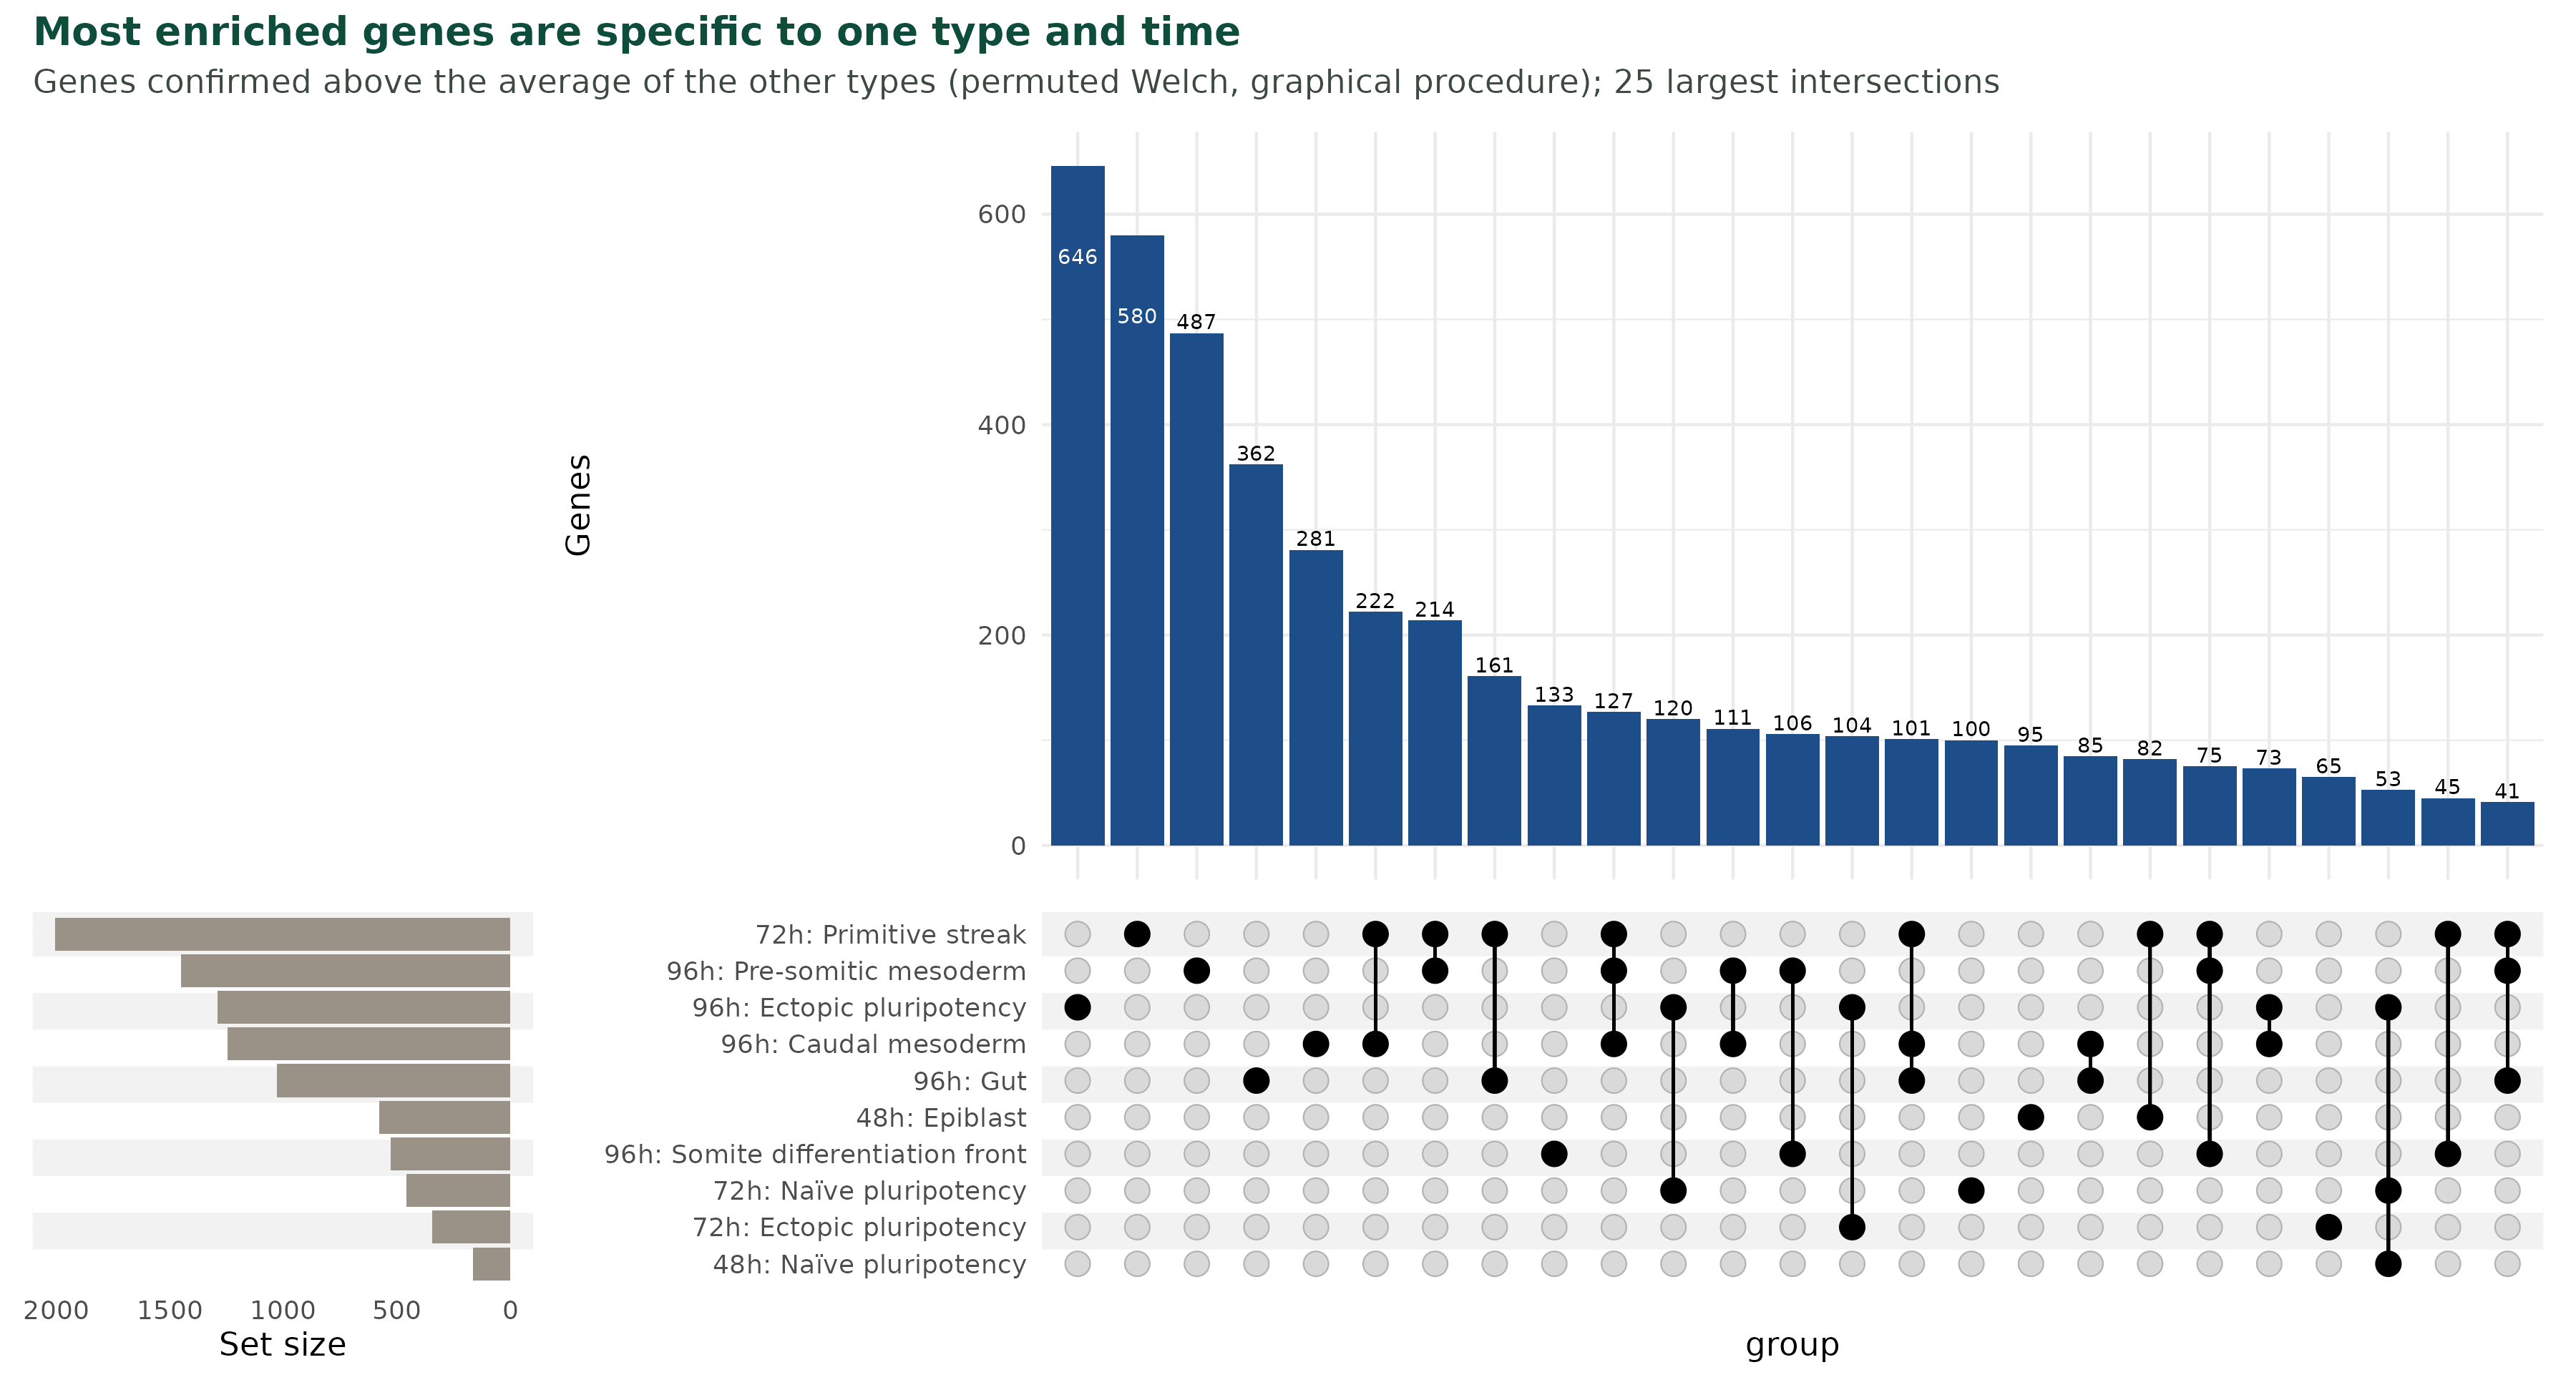 Most enriched genes are specific to one type and time
Genes confirmed above the average of the other types (permuted Welch, graphical procedure); 25 largest intersections
Genes
600
400
200
0
646
580
487
362
281
222
214
161
133
127
120
111
106
104
101
100
95
85
82
75
73
65
53
45
41
72h: Primitive streak
96h: Pre-somitic mesoderm
96h: Ectopic pluripotency
96h: Caudal mesoderm
96h: Gut
48h: Epiblast
96h: Somite differentiation front
72h: Naïve pluripotency
72h: Ectopic pluripotency
48h: Naïve pluripotency
2000 1500 1000 500 0
Set size
group